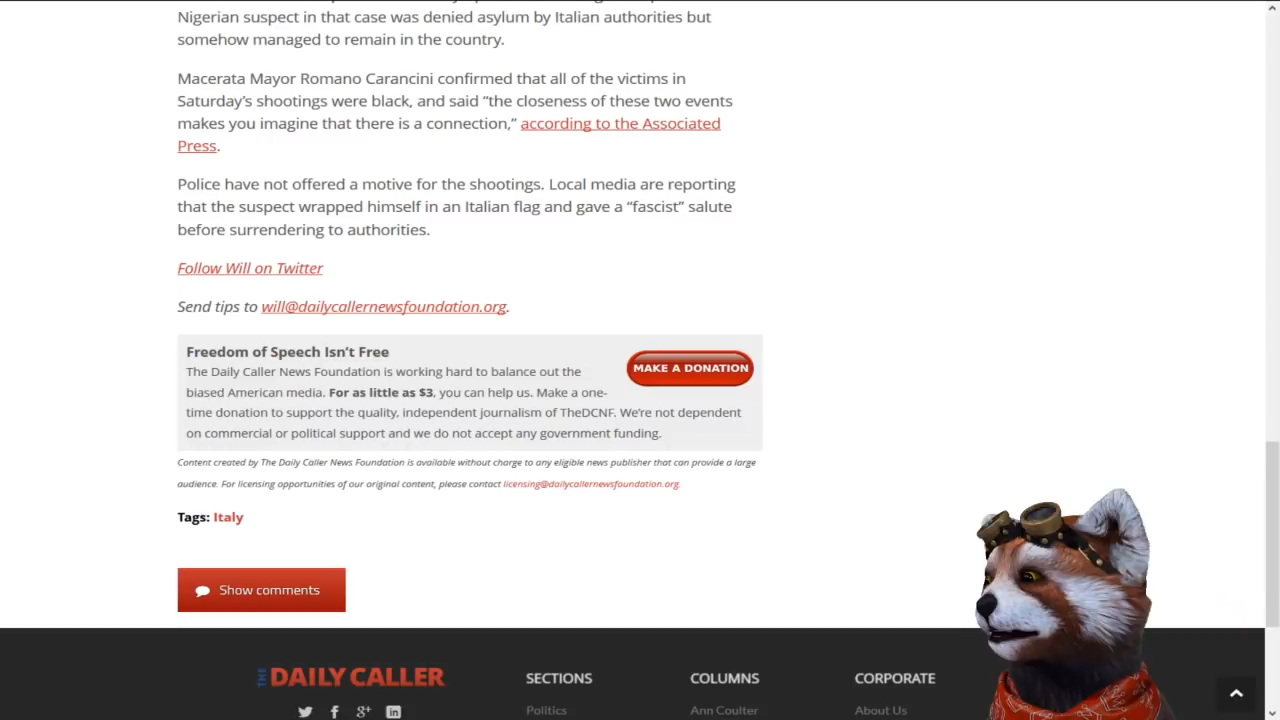 Nigerian suspect in that case was denied asylum by Italian authorities but
somehow managed to remain in the country.
Macerata Mayor Romano Carancini confirmed that all of the victims in
Saturday’s shootings were black, and said “the closeness of these two events
makes you imagine that there is a connection,” according to the Associated
Press.
Police have not offered a motive for the shootings. Local media are reporting
that the suspect wrapped himself in an Italian flag and gave a “fascist” salute
before surrendering to authorities.
Follow Will on Twitter
Send tips to will@dailycallernewsfoundation.org.
Freedom of Speech Isn’t Free
The Daily Caller News Foundation is working hard to balance out the
biased American media. For as little as $3, you can help us. Make a one-
time donation to support the quality, independent journalism of TheDCNF. We’re not dependent
on commercial or political support and we do not accept any government funding.
MAKE A DONATION
Content created by The Daily Caller News Foundation is available without charge to any eligible news publisher that can provide a large
audience. For licensing opportunities of our original content, please contact licensing@dailycallernewsfoundation.org.
Tags: Italy
Show comments
THE DAILY CALLER
SECTIONS
Politics
COLUMNS
Ann Coulter
CORPORATE
About Us